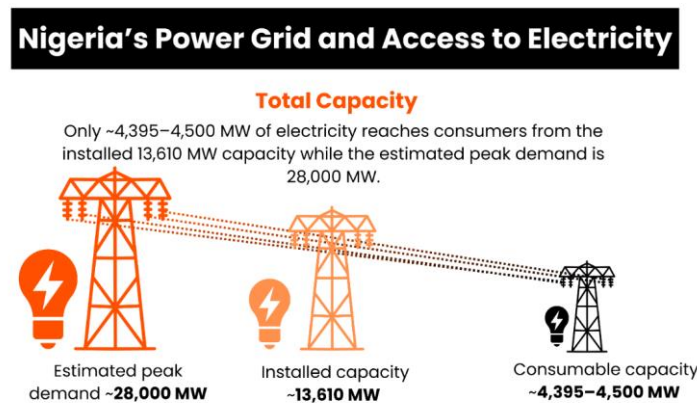 Nigeria’s Power Grid and Access to Electricity
Total Capacity
Only ~4,395–4,500 MW of electricity reaches consumers from the
installed 13,610 MW capacity while the estimated peak demand is
28,000 MW.
Estimated peak
demand ~28,000 MW
Installed capacity
~13,610 MW
Consumable capacity
~4,395–4,500 MW